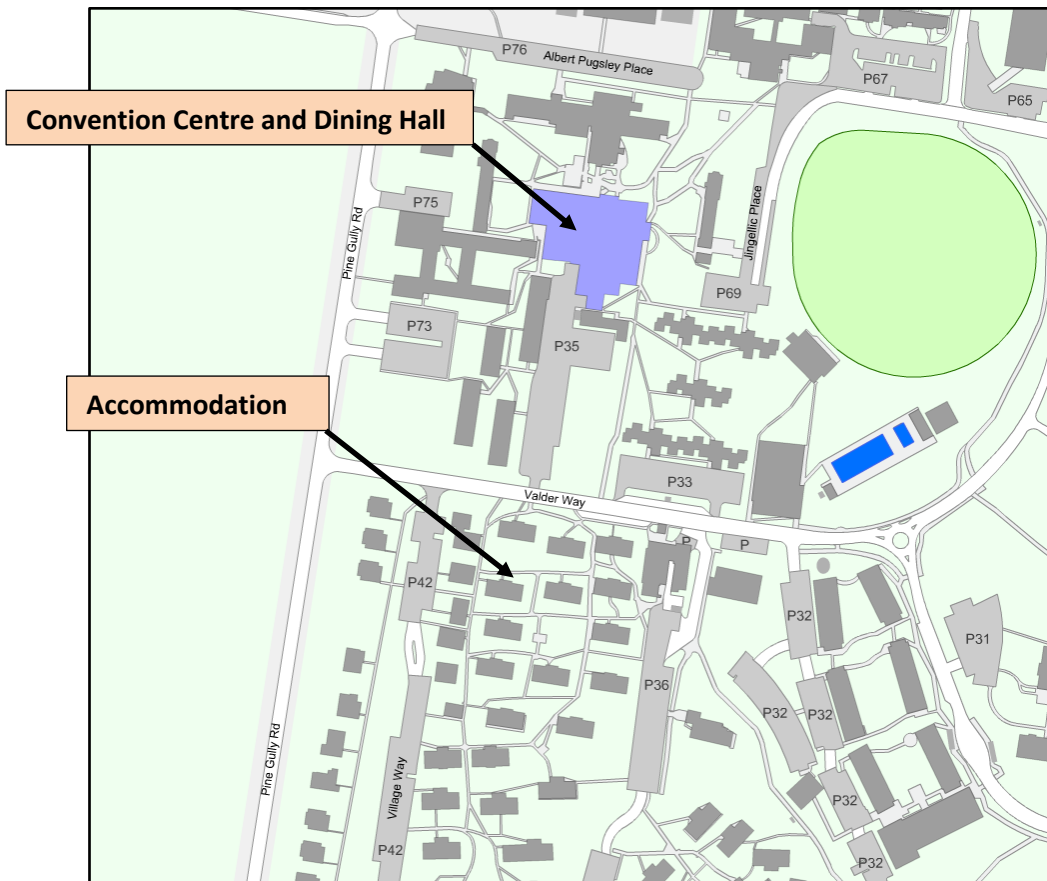 P76
Albert Pugsley Place
P67
P65
Convention Centre and Dining Hall
P75
Pine Gully Rd
Jingellic Place
P69
P73
P35
Accommodation
P33
Valder Way
P
P
P42
P32
P31
P36
P32
P32
Pine Gully Rd
Village Way
P32
P42
P32